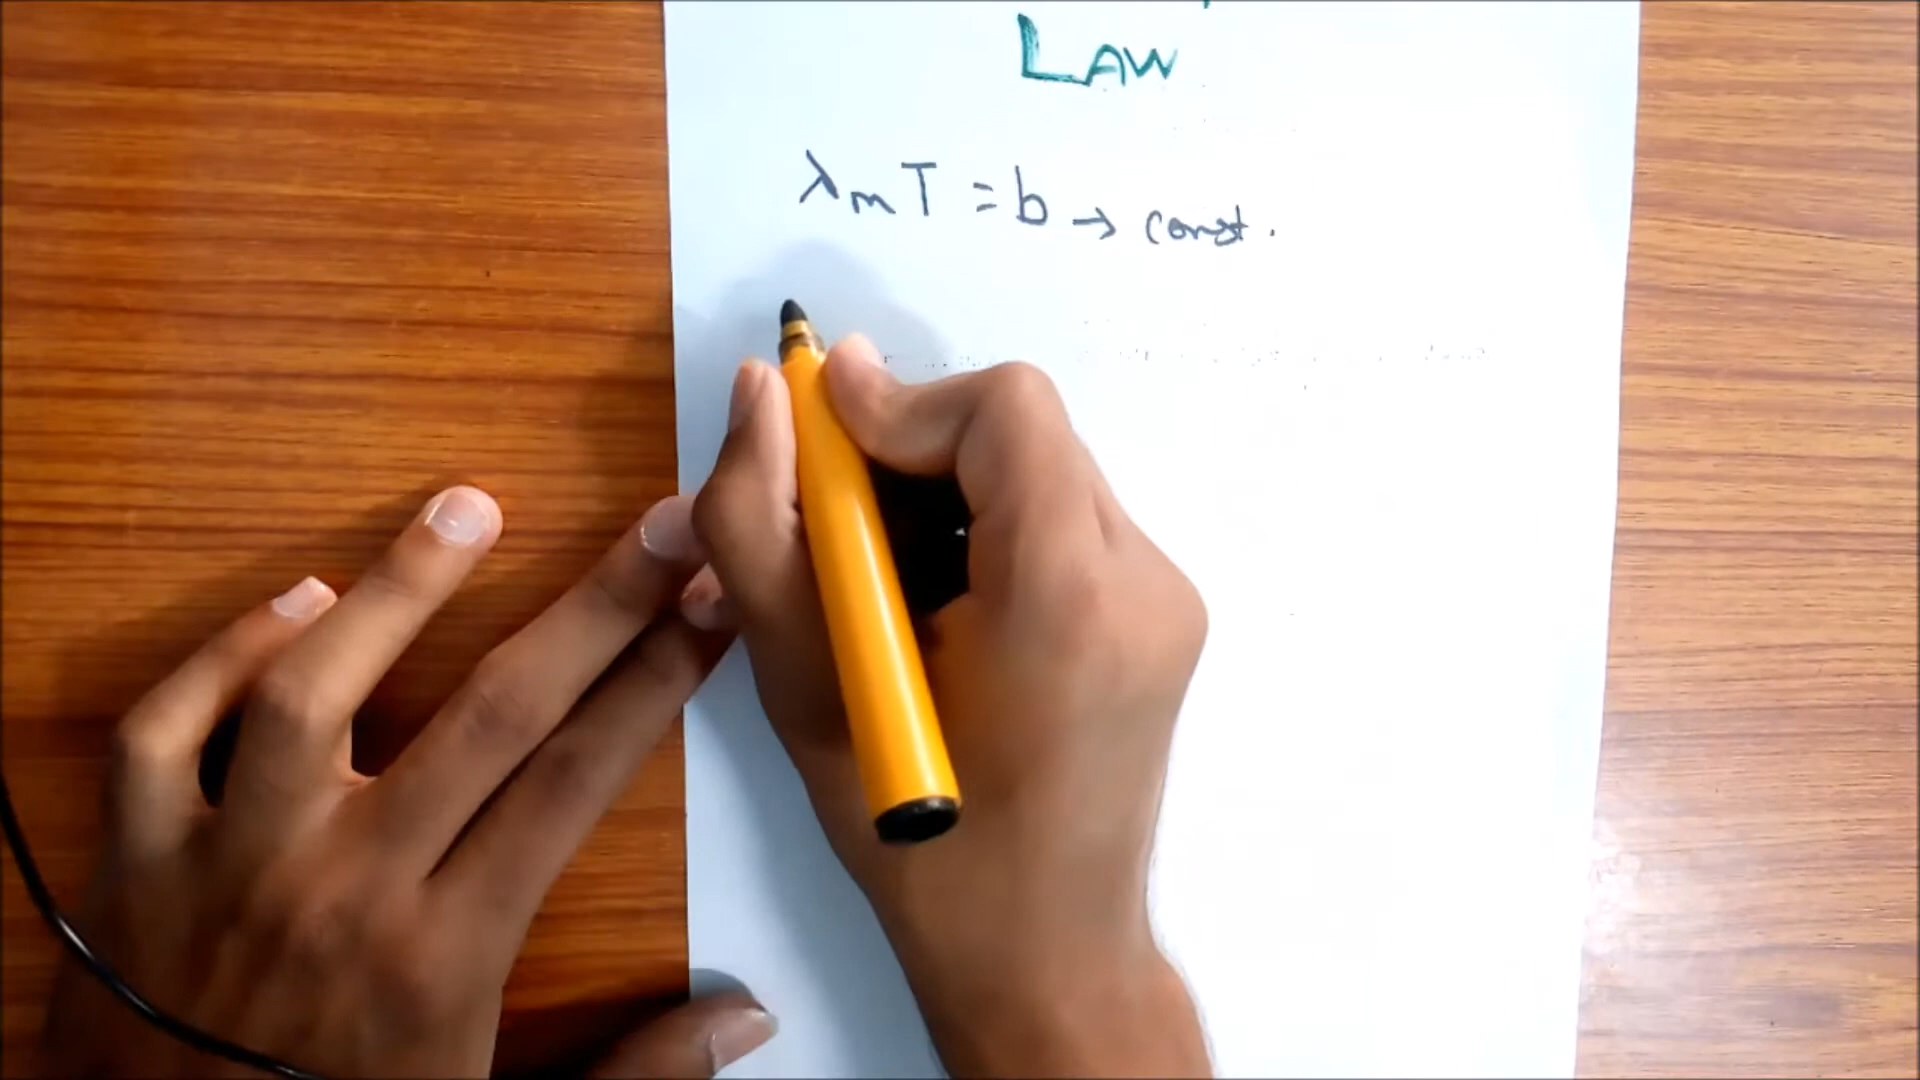 LAW
λₘT = b → const.